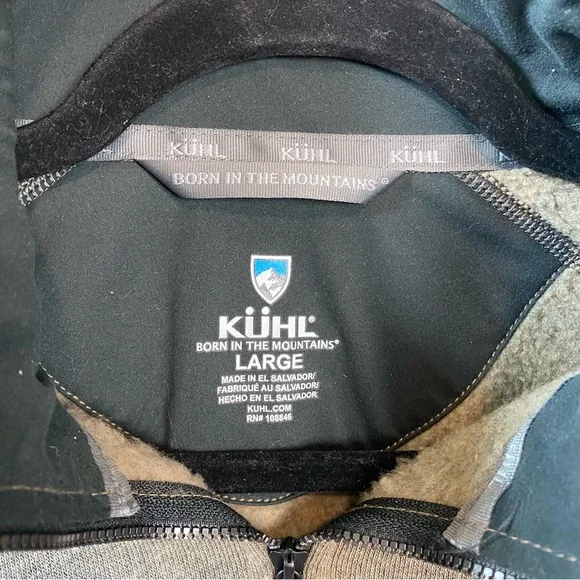 KÜHL KÜHL KÜHL
BORN IN THE MOUNTAINS®
KÜHL®
BORN IN THE MOUNTAINS®
LARGE
MADE IN EL SALVADOR/
FABRIQUÉ AU SALVADOR/
HECHO EN EL SALVADOR
KUHL.COM
RN# 108846